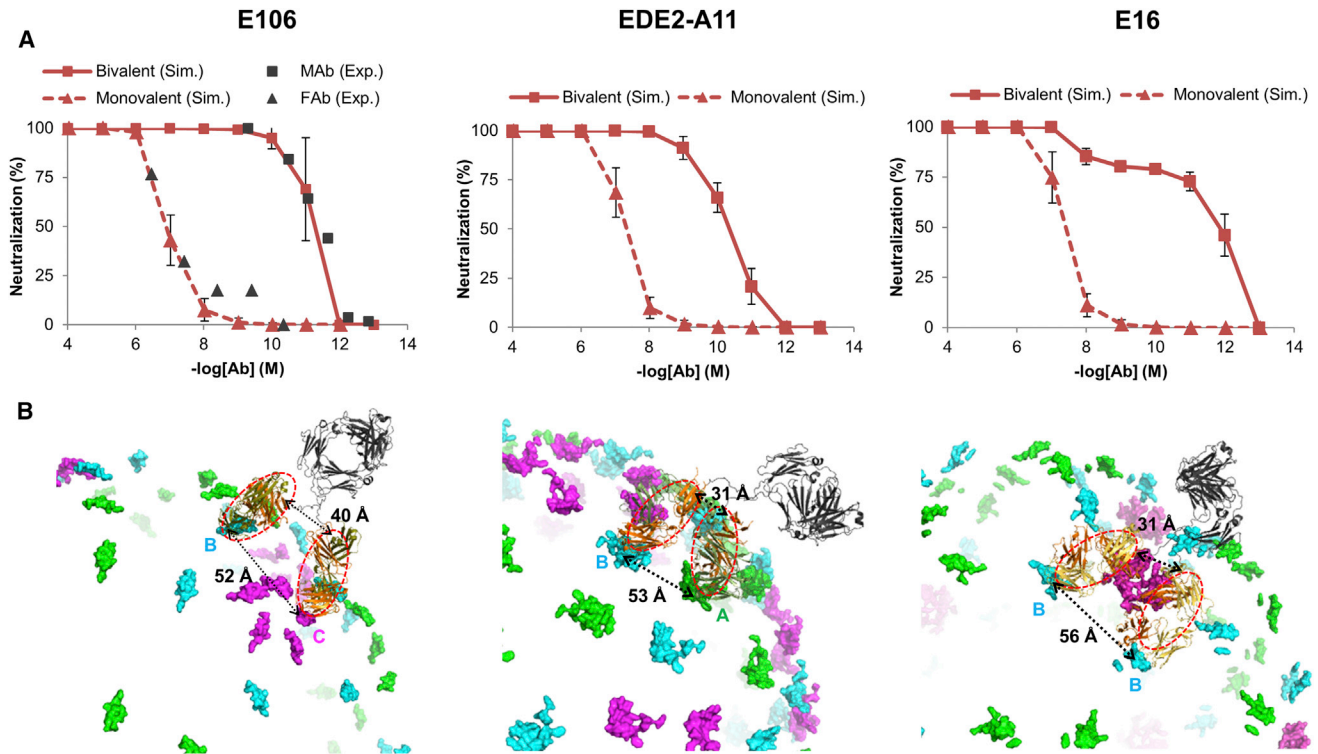 E106
EDE2-A11
E16
A
Bivalent (Sim.)
MAb (Exp.)
Monovalent (Sim.)
FAb (Exp.)
Neutralization (%)
100
75
50
25
0
4 6 8 10 12 14
-log[Ab] (M)
Bivalent (Sim.)
Monovalent (Sim.)
Neutralization (%)
100
75
50
25
0
4 6 8 10 12 14
-log[Ab] (M)
Bivalent (Sim.)
Monovalent (Sim.)
Neutralization (%)
100
75
50
25
0
4 6 8 10 12 14
-log[Ab] (M)
B
40 Å
B
52 Å
C
31 Å
B
53 Å
A
31 Å
B
56 Å
B